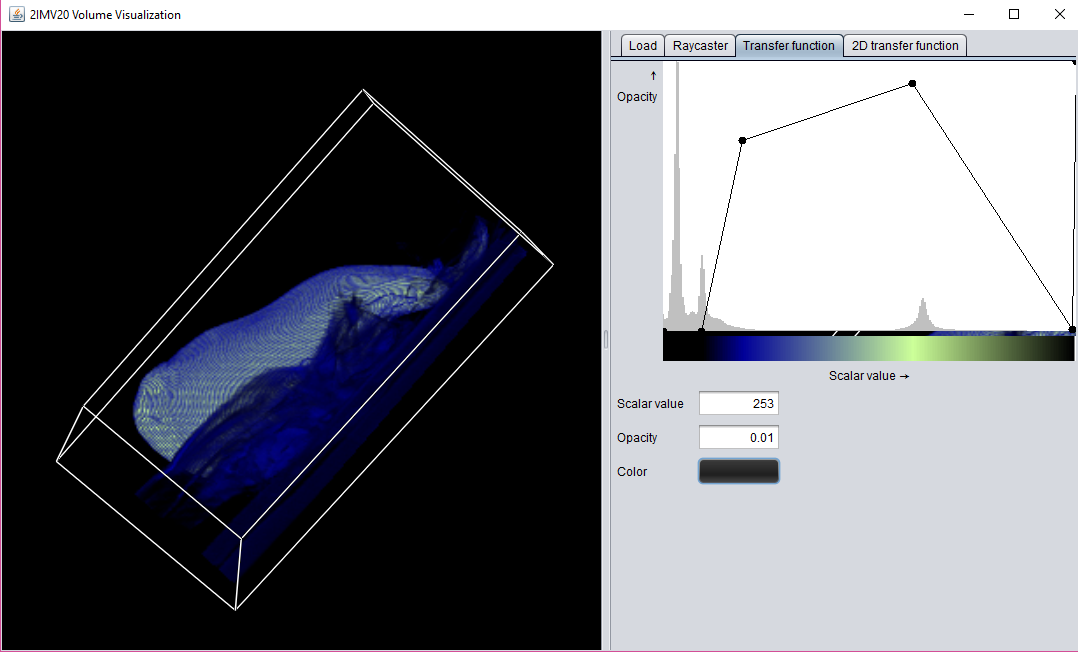 2IMV20 Volume Visualization
Load Raycaster Transfer function 2D transfer function
↑
Opacity
Scalar value →
Scalar value 253
Opacity 0.01
Color